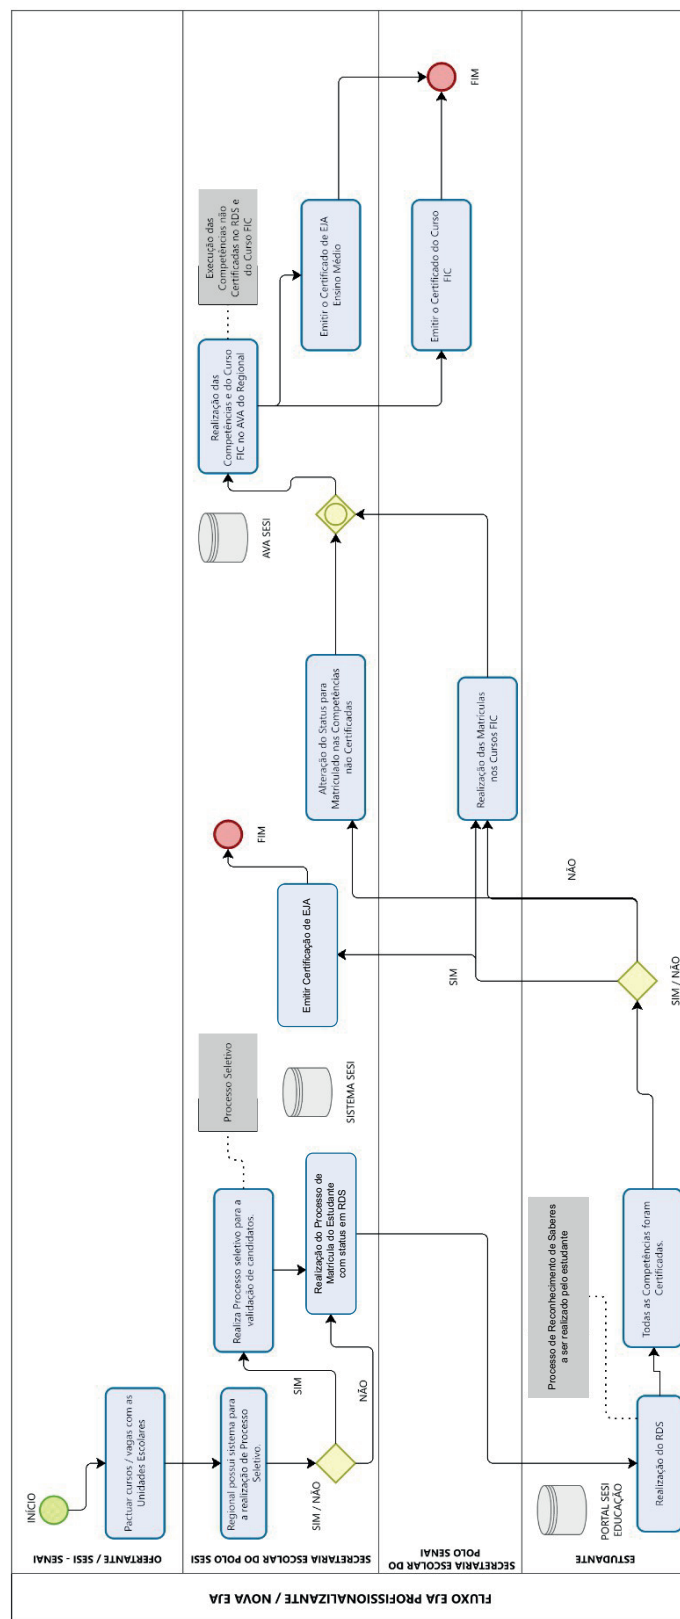 FLUXO EJA PROFISSIONALIZANTE / NOVA EJA
OFERTANTE / SESI - SENAI
INÍCIO
Pactuar cursos / vagas com as
Unidades Escolares
SECRETARIA ESCOLAR DO POLO SESI
Regional possui sistema para
a realização de Processo
Seletivo.
SIM / NÃO
SIM
NÃO
Realiza Processo seletivo para a
validação de candidatos.
Processo Seletivo
Realização do Processo de
Matrícula do Estudante
com status em RDS
SISTEMA SESI
Emitir Certificação de EJA
FIM
Alteração do Status para
Matriculado nas Competências
não Certificadas
AVA SESI
Realização das
Competências e do Curso
FIC no AVA do Regional
Execução das
Competências não
Certificadas no RDS e
do Curso FIC
Emitir o Certificado de EJA
Ensino Médio
SECRETARIA ESCOLAR DO
POLO SENAI
SIM
Realização das Matrículas
nos Cursos FIC
Emitir o Certificado do Curso
FIC
FIM
ESTUDANTE
PORTAL SESI
EDUCAÇÃO
Realização do RDS
Processo de Reconhecimento de Saberes
a ser realizado pelo estudante
Todas as Competências foram
Certificadas.
SIM / NÃO
NÃO